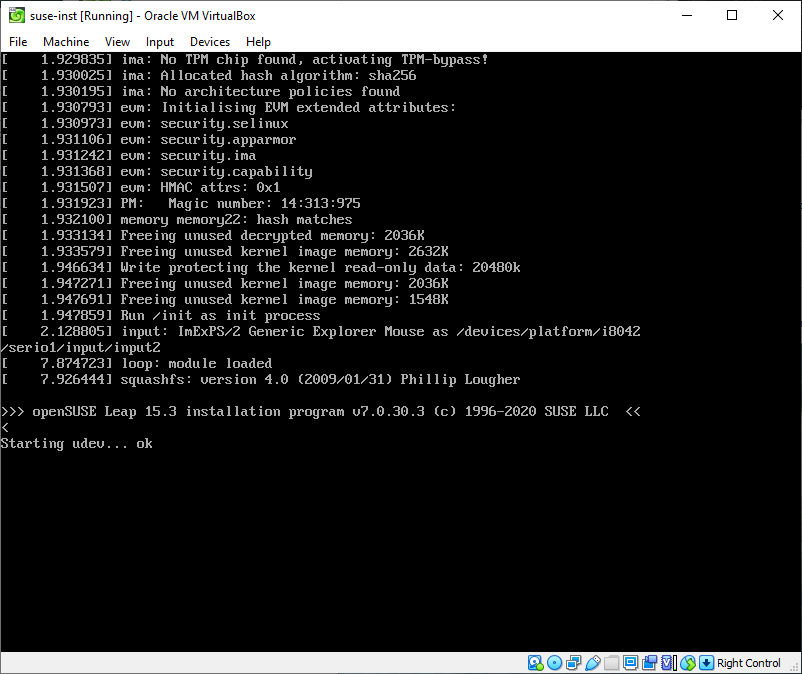 suse-inst [Running] - Oracle VM VirtualBox
File Machine View Input Devices Help
[    1.929835] ima: No TPM chip found, activating TPM-bypass!
[    1.930025] ima: Allocated hash algorithm: sha256
[    1.930195] ima: No architecture policies found
[    1.930793] evm: Initialising EVM extended attributes:
[    1.930973] evm: security.selinux
[    1.931106] evm: security.apparmor
[    1.931242] evm: security.ima
[    1.931368] evm: security.capability
[    1.931507] evm: HMAC attrs: 0x1
[    1.931923] PM:   Magic number: 14:313:975
[    1.932100] memory memory22: hash matches
[    1.933134] Freeing unused decrypted memory: 2036K
[    1.933579] Freeing unused kernel image memory: 2632K
[    1.946634] Write protecting the kernel read-only data: 20480k
[    1.947271] Freeing unused kernel image memory: 2036K
[    1.947691] Freeing unused kernel image memory: 1548K
[    1.947859] Run /init as init process
[    2.128805] input: ImExPS/2 Generic Explorer Mouse as /devices/platform/i8042
/serio1/input/input2
[    7.874723] loop: module loaded
[    7.926444] squashfs: version 4.0 (2009/01/31) Phillip Lougher
>>> openSUSE Leap 15.3 installation program v7.0.30.3 (c) 1996-2020 SUSE LLC  <<
<
Starting udev... ok
Right Control